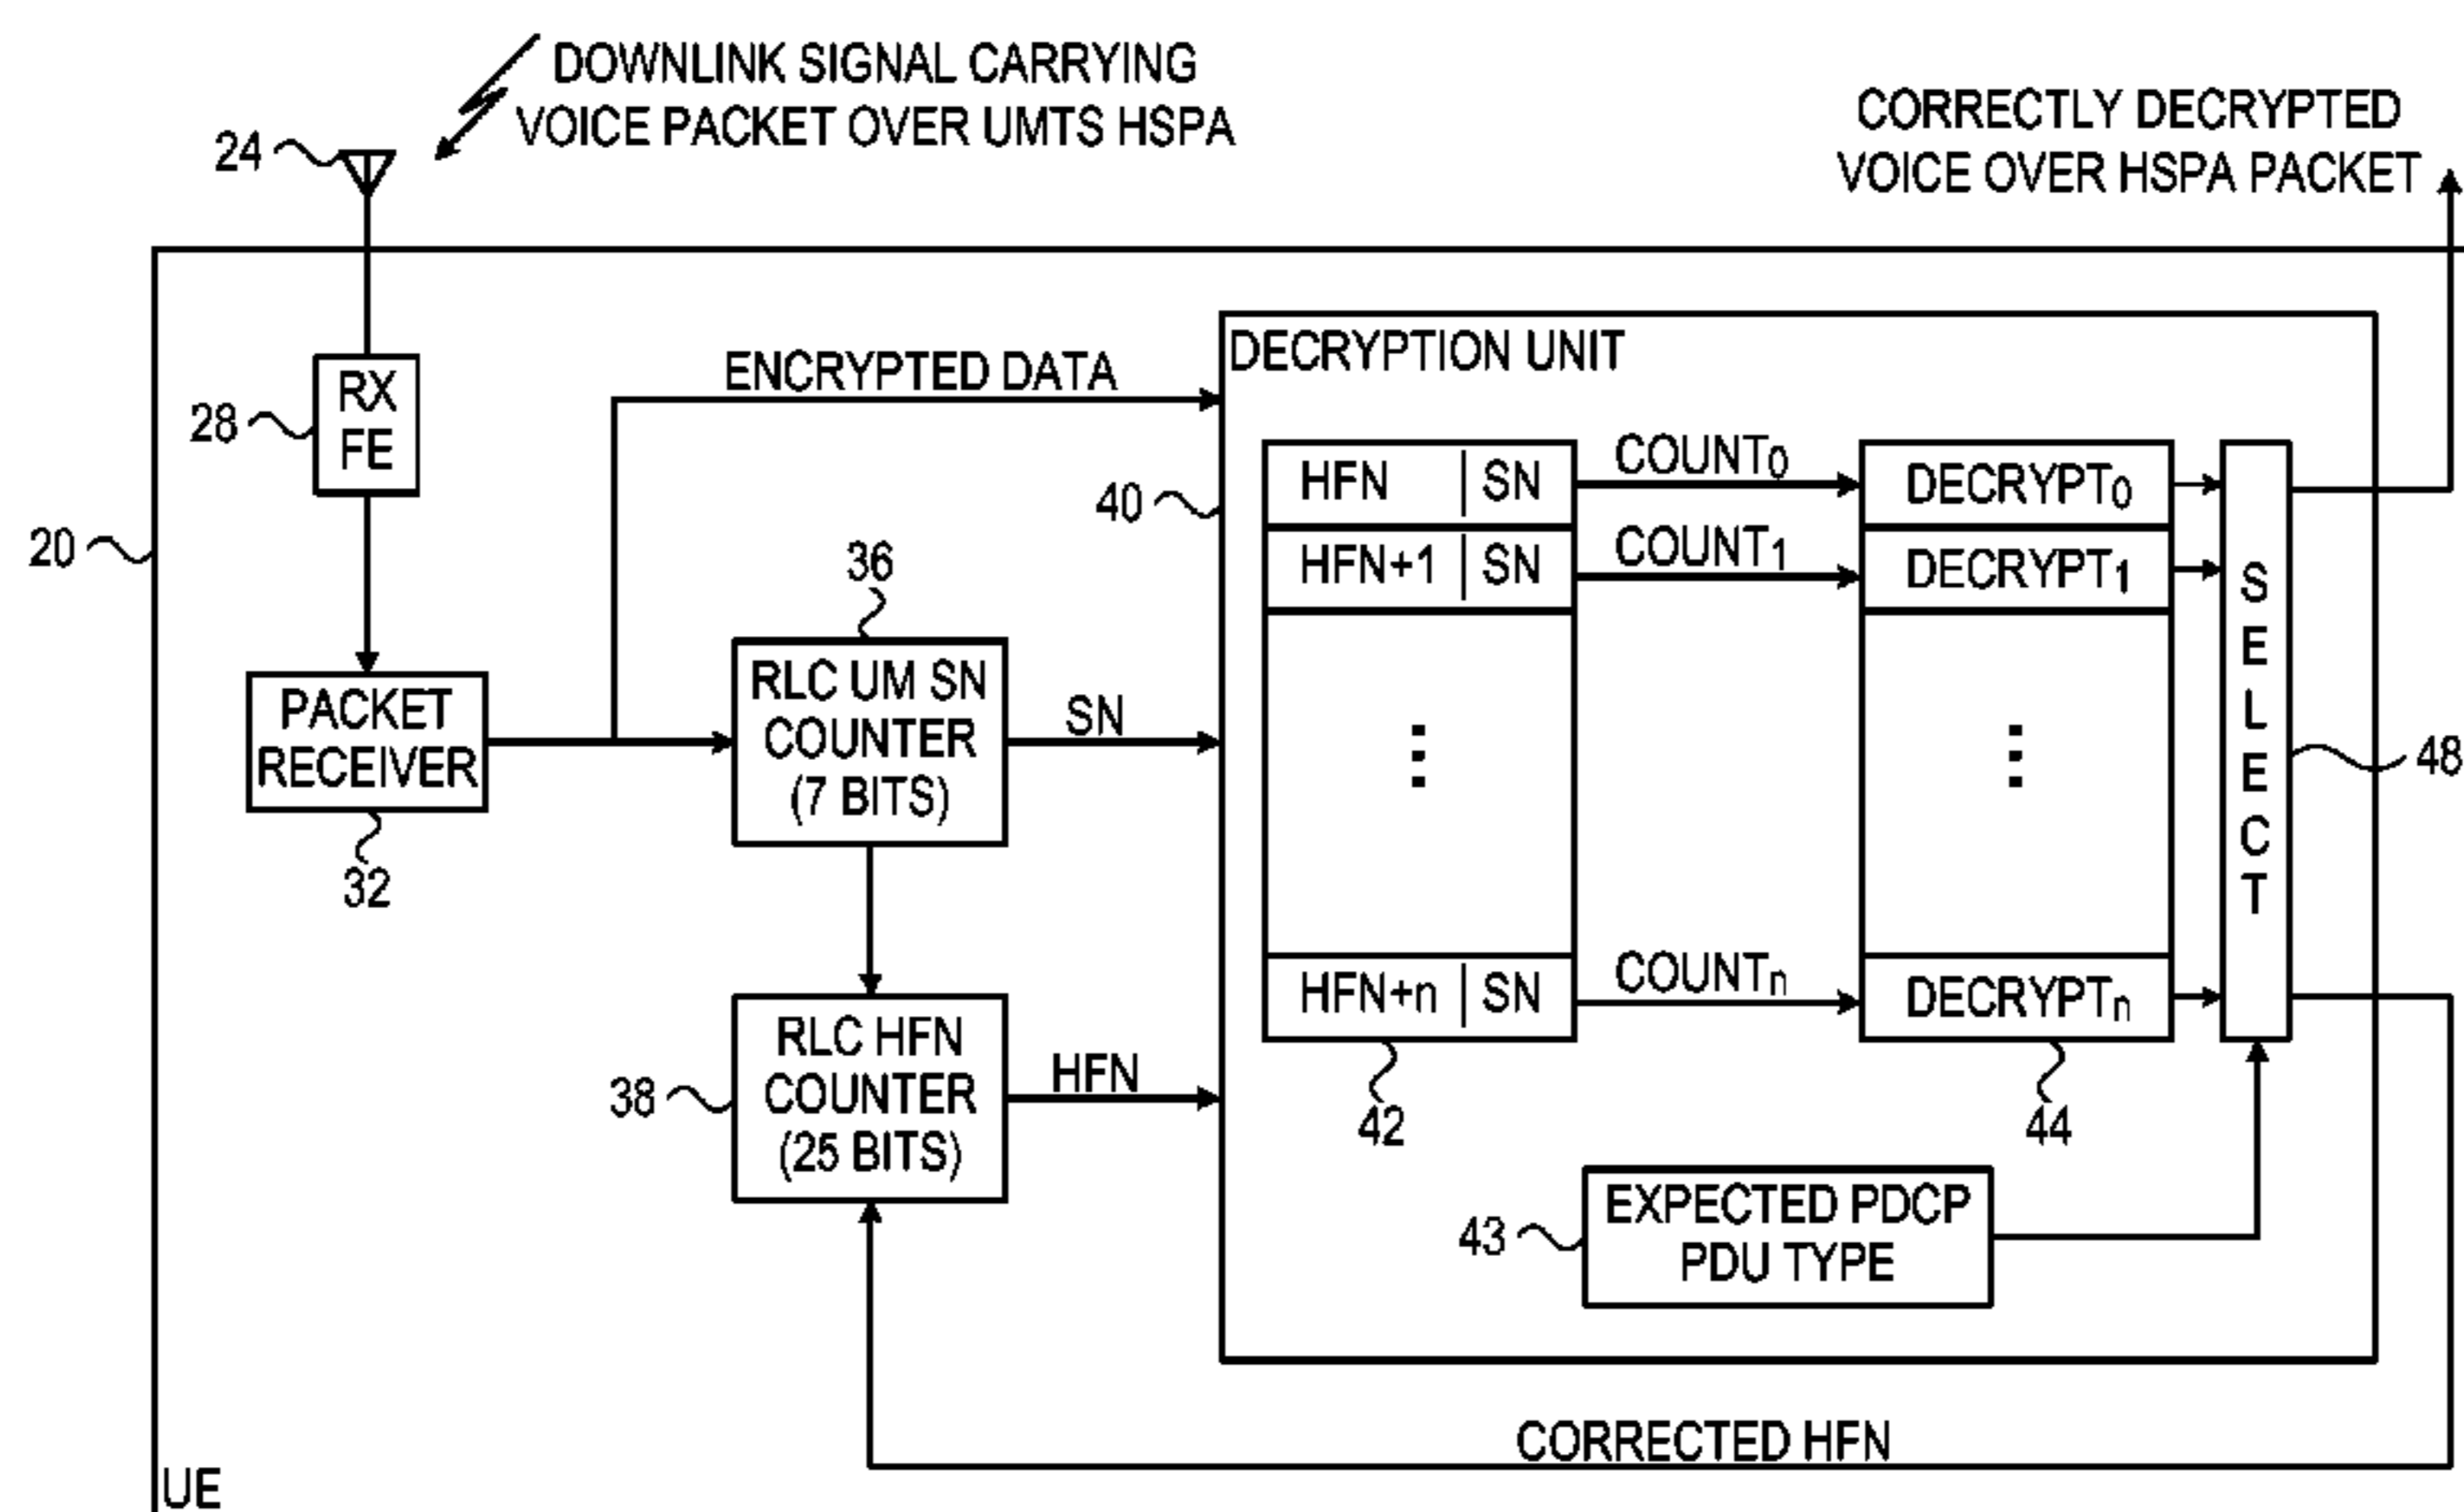 DOWNLINK SIGNAL CARRYING
VOICE PACKET OVER UMTS HSPA
CORRECTLY DECRYPTED
VOICE OVER HSPA PACKET
24
RX
FE
28
20
PACKET
RECEIVER
32
ENCRYPTED DATA
36
RLC UM SN
COUNTER
(7 BITS)
SN
RLC HFN
COUNTER
(25 BITS)
38
HFN
DECRYPTION UNIT
40
HFN | SN
COUNT0
DECRYPT0
HFN+1 | SN
COUNT1
DECRYPT1
⋮
⋮
HFN+n | SN
COUNTn
DECRYPTn
SELECT
48
42
44
43
EXPECTED PDCP
PDU TYPE
CORRECTED HFN
UE